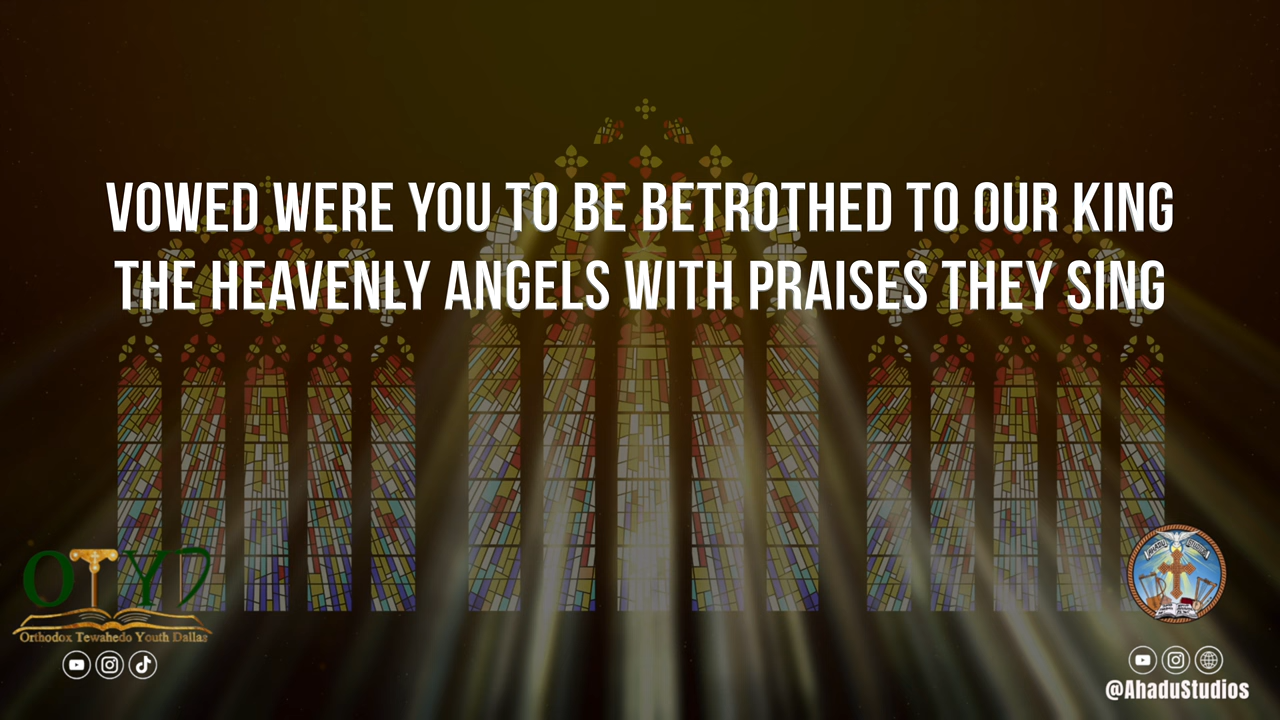 VOWED WERE YOU TO BE BETROTHED TO OUR KING
THE HEAVENLY ANGELS WITH PRAISES THEY SING
OTYD
Orthodox Tewahedo Youth Dallas
@AhaduStudios